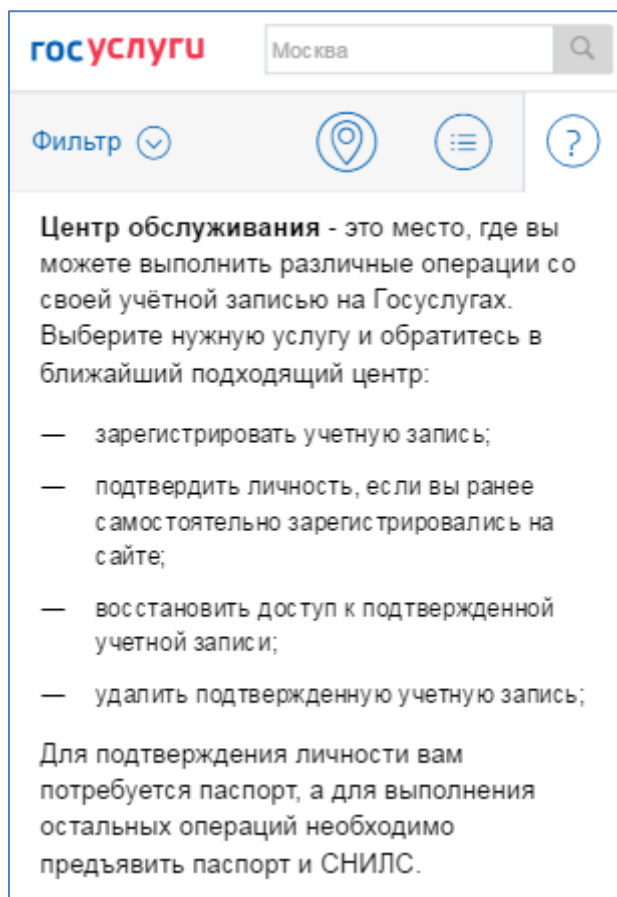 госуслуги Москва
Фильтр ?
Центр обслуживания - это место, где вы
можете выполнить различные операции со
своей учётной записью на Госуслугах.
Выберите нужную услугу и обратитесь в
ближайший подходящий центр:
— зарегистрировать учетную запись;
— подтвердить личность, если вы ранее
самостоятельно зарегистрировались на
сайте;
— восстановить доступ к подтвержденной
учетной записи;
— удалить подтвержденную учетную запись;
Для подтверждения личности вам
потребуется паспорт, а для выполнения
остальных операций необходимо
предъявить паспорт и СНИЛС.